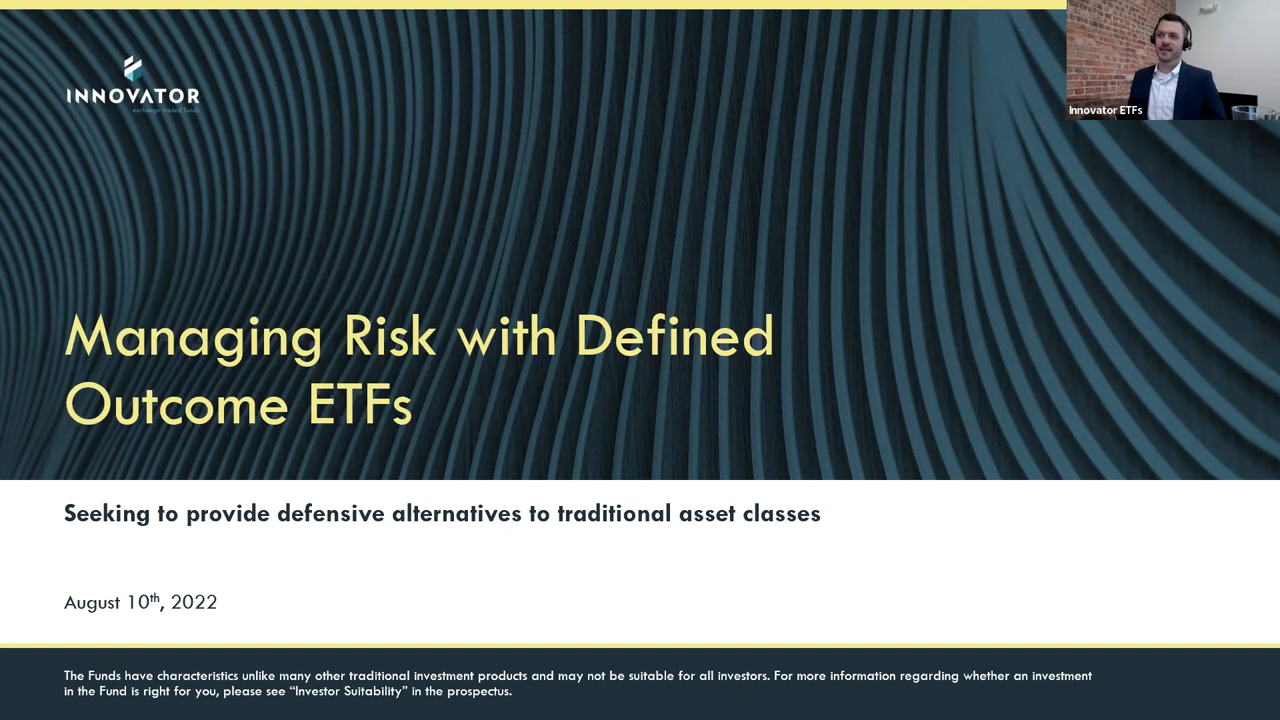 INNOVATOR
exchange-traded funds
Innovator ETFs
Managing Risk with Defined
Outcome ETFs
Seeking to provide defensive alternatives to traditional asset classes
August 10th, 2022
The Funds have characteristics unlike many other traditional investment products and may not be suitable for all investors. For more information regarding whether an investment
in the Fund is right for you, please see “Investor Suitability” in the prospectus.